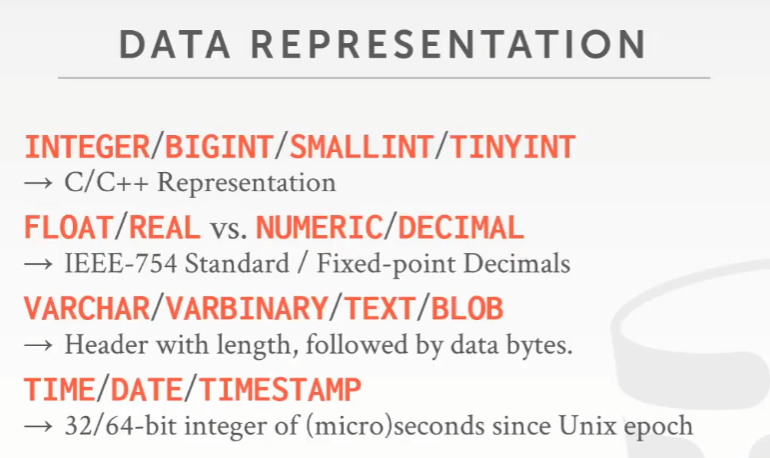 DATA REPRESENTATION
INTEGER/BIGINT/SMALLINT/TINYINT
→ C/C++ Representation
FLOAT/REAL vs. NUMERIC/DECIMAL
→ IEEE-754 Standard / Fixed-point Decimals
VARCHAR/VARBINARY/TEXT/BLOB
→ Header with length, followed by data bytes.
TIME/DATE/TIMESTAMP
→ 32/64-bit integer of (micro)seconds since Unix epoch